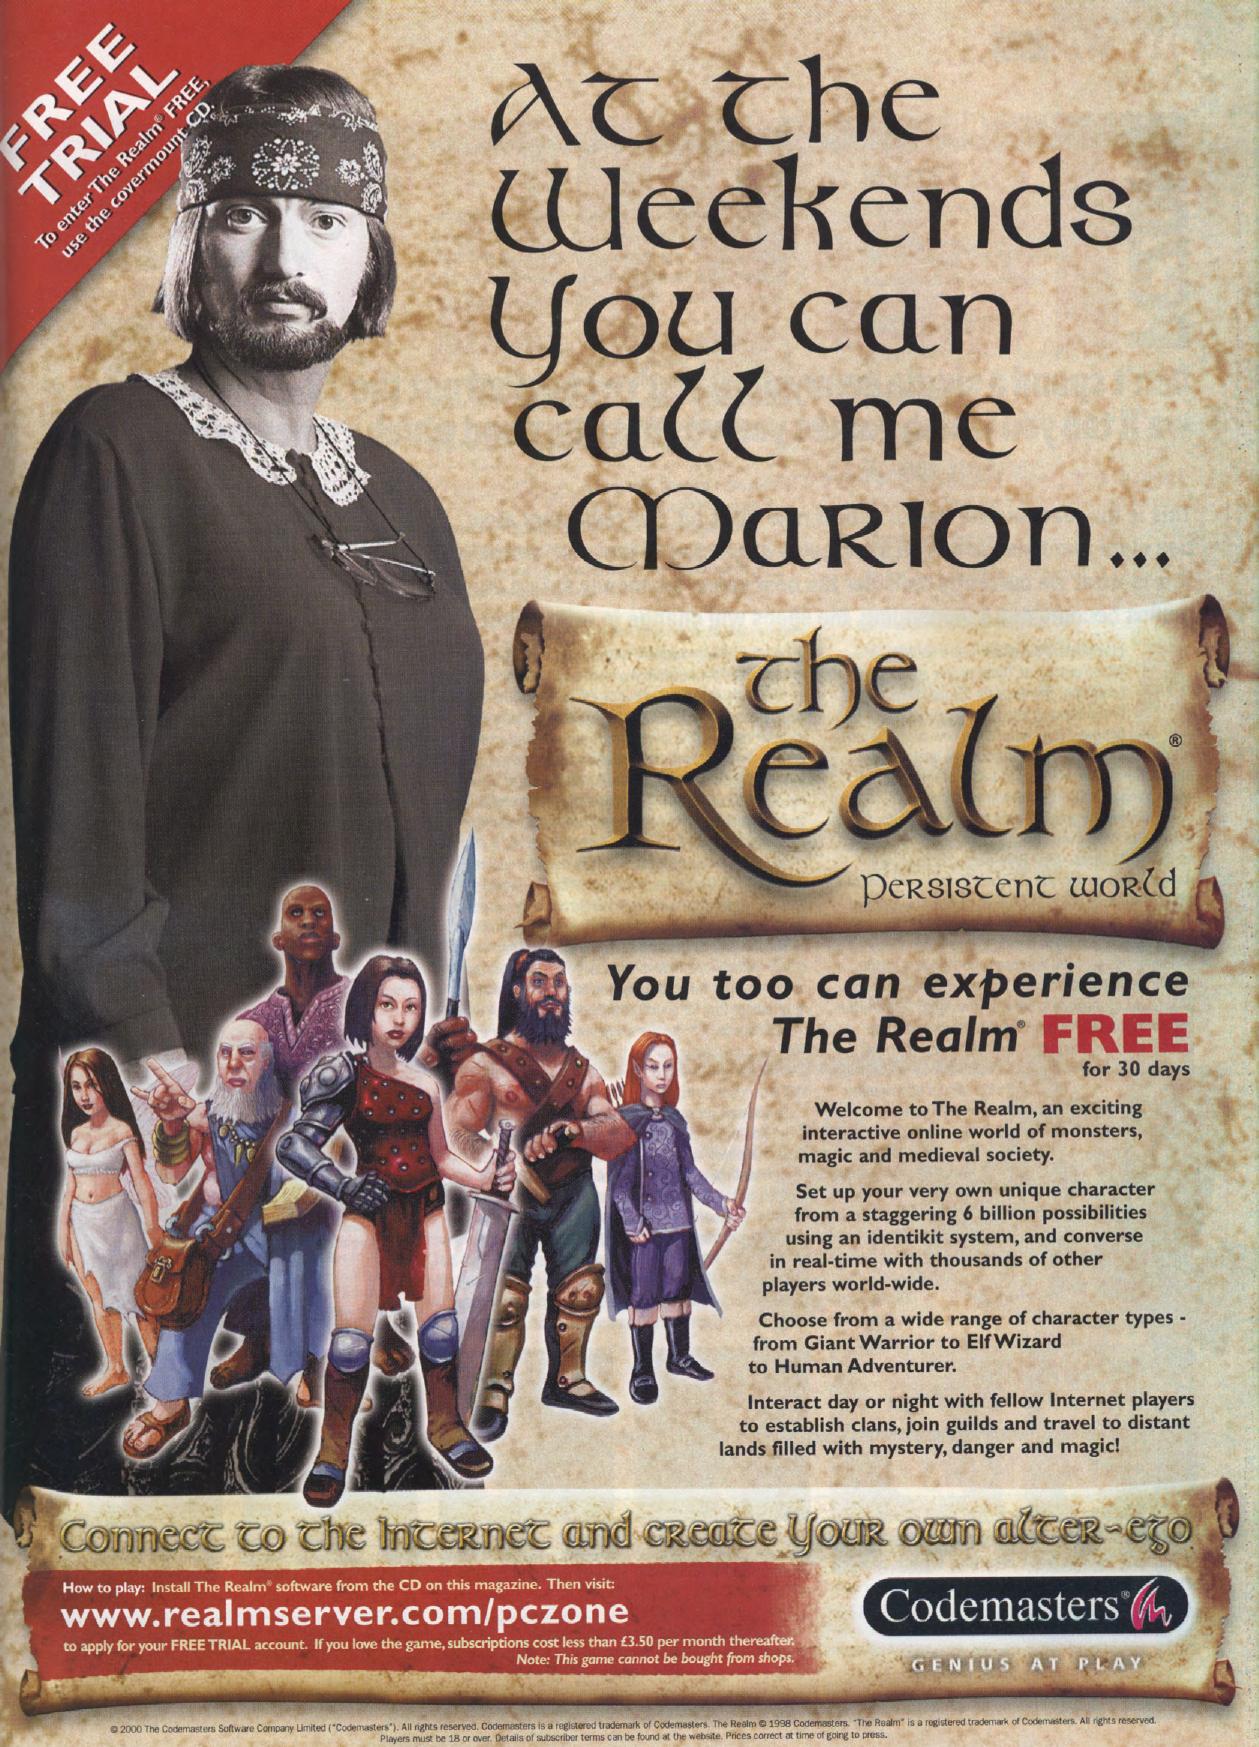 FREE
TRIAL
To enter The Realm® FREE,
use the covermount CD.
At the
Weekends
You can
call me
Marion...
the
Realm®
Persistent world
You too can experience
The Realm® FREE
for 30 days
Welcome to The Realm, an exciting
interactive online world of monsters,
magic and medieval society.
Set up your very own unique character
from a staggering 6 billion possibilities
using an identikit system, and converse
in real-time with thousands of other
players world-wide.
Choose from a wide range of character types -
from Giant Warrior to Elf Wizard
to Human Adventurer.
Interact day or night with fellow Internet players
to establish clans, join guilds and travel to distant
lands filled with mystery, danger and magic!
Connect to the Internet and create your own alter-ego
How to play: Install The Realm® software from the CD on this magazine. Then visit:
www.realmserver.com/pczone
to apply for your FREE TRIAL account. If you love the game, subscriptions cost less than £3.50 per month thereafter.
Note: This game cannot be bought from shops.
Codemasters®
GENIUS AT PLAY
© 2000 The Codemasters Software Company Limited ("Codemasters"). All rights reserved. Codemasters is a registered trademark of Codemasters. The Realm © 1998 Codemasters. "The Realm" is a registered trademark of Codemasters. All rights reserved.
Players must be 18 or over. Details of subscriber terms can be found at the website. Prices correct at time of going to press.